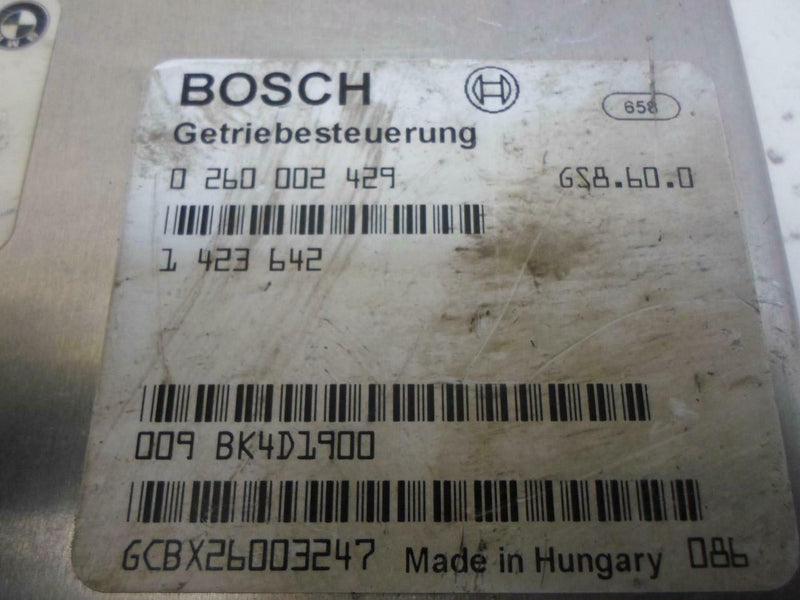 BMW
BOSCH
658
Getriebesteuerung
0 260 002 429 GS8.60.0
1 423 642
009 BK4D1900
GCBX26003247 Made in Hungary 086